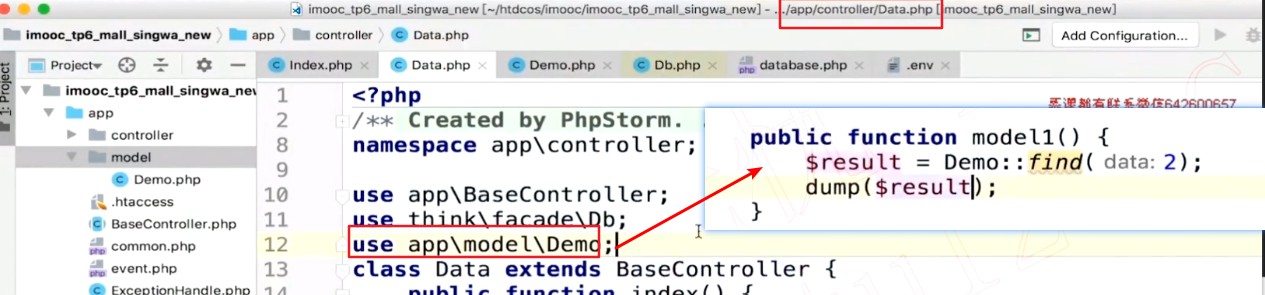 imooc_tp6_mall_singwa_new [~/htdcos/imooc/imooc_tp6_mall_singwa_new] - .../app/controller/Data.php [imooc_tp6_mall_singwa_new]
imooc_tp6_mall_singwa_new app controller Data.php Add Configuration...
1: Project
Project Index.php Data.php Demo.php Db.php database.php .env
imooc_tp6_mall_singwa_nev
app
controller
model
Demo.php
.htaccess
BaseController.php
common.php
event.php
ExceptionHandle.php
1 <?php
2 /** Created by PhpStorm. .
8 namespace app\controller;
10 use app\BaseController;
11 use think\facade\Db;
12 use app\model\Demo;
13 class Data extends BaseController {
14 public function index() {
642600657
public function model1() {
$result = Demo::find( data: 2);
dump($result);
}